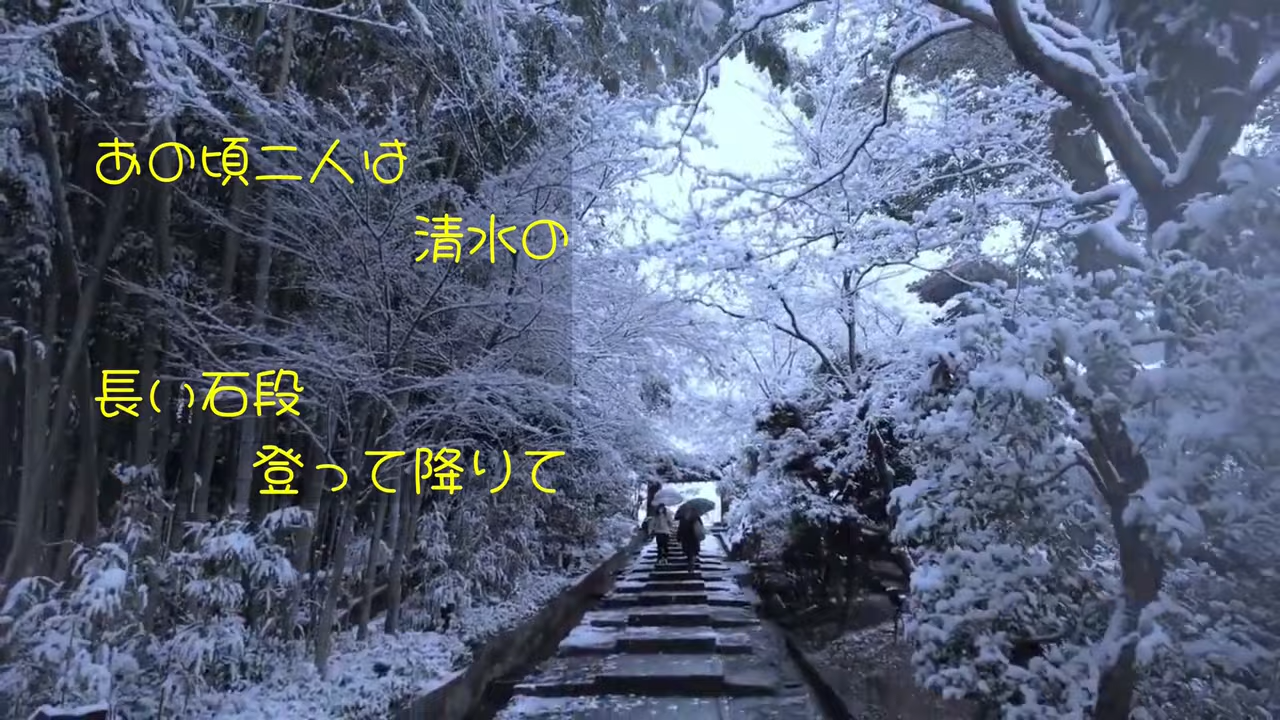 あの頃二人は
清水の
長い石段
登って降りて